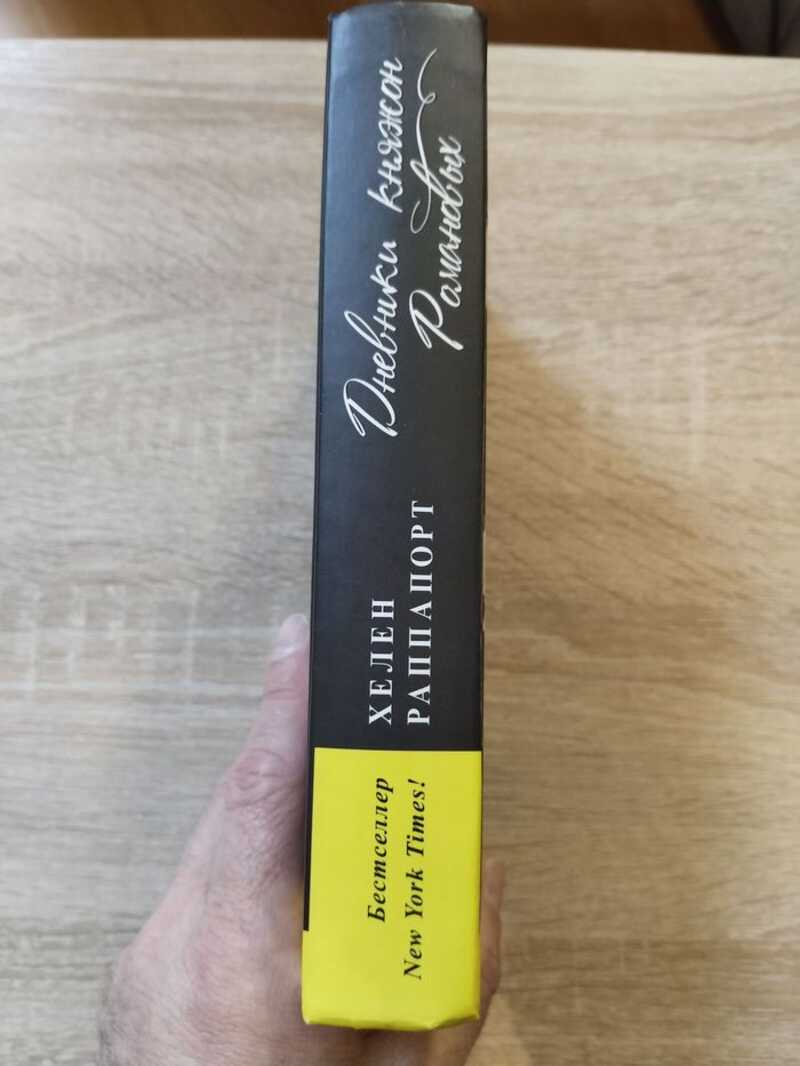 Дневники княжон
Романовых
ХЕЛЕН
РАППАПОРТ
Бестселлер
New York Times!